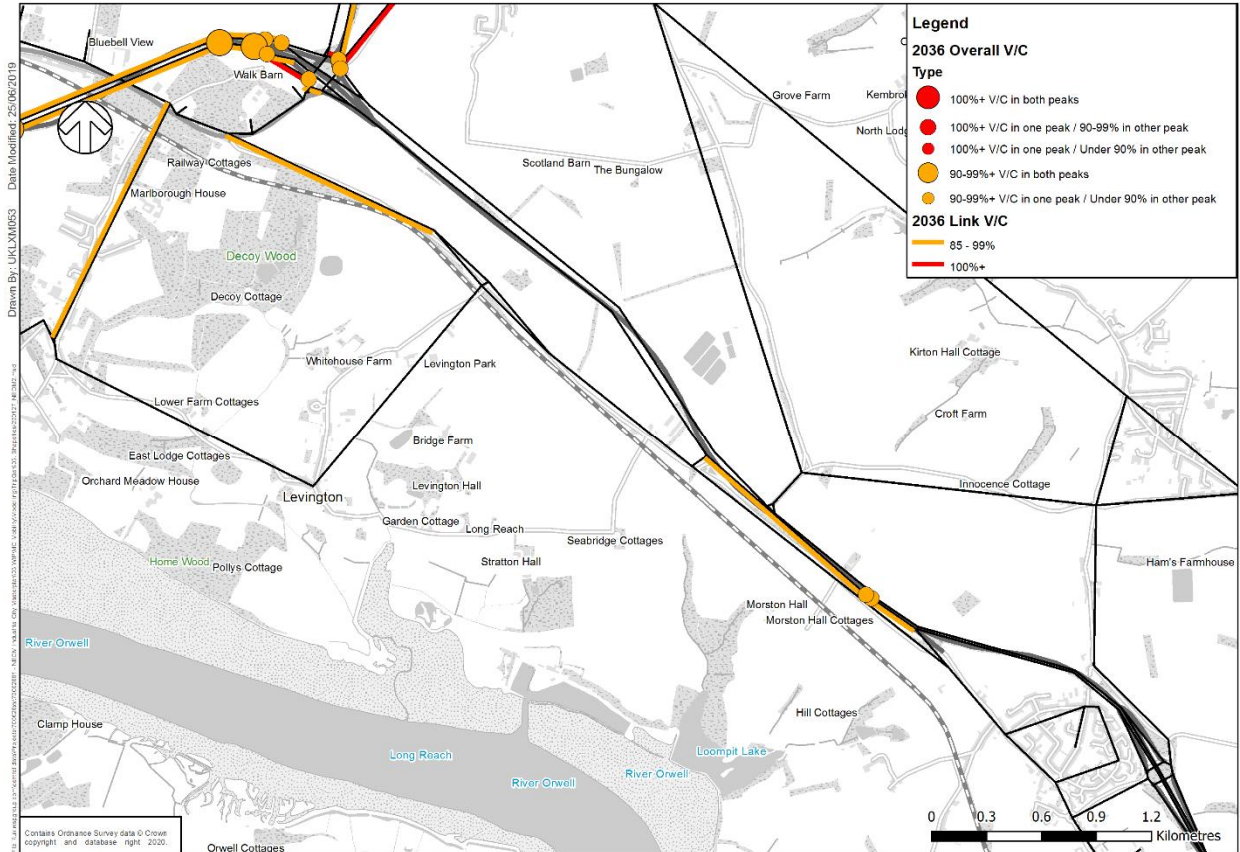 Legend
2036 Overall V/C
Type
100%+ V/C in both peaks
100%+ V/C in one peak / 90-99% in other peak
100%+ V/C in one peak / Under 90% in other peak
90-99%+ V/C in both peaks
90-99%+ V/C in one peak / Under 90% in other peak
2036 Link V/C
85 - 99%
100%+
Date Modified: 25/06/2019
Drawn By: UKLXM053
Bluebell View
Walk Barn
Grove Farm
North Lodg
Railway Cottages
Scotland Barn
The Bungalow
Marlborough House
Decoy Wood
Decoy Cottage
Whitehouse Farm
Levington Park
Kirton Hall Cottage
Lower Farm Cottages
Croft Farm
Bridge Farm
East Lodge Cottages
Orchard Meadow House
Levington Hall
Levington
Innocence Cottage
Garden Cottage
Long Reach
Seabridge Cottages
Home Wood
Pollys Cottage
Stratton Hall
Ham's Farmhouse
Morston Hall
Morston Hall Cottages
River Orwell
Clamp House
Hill Cottages
Long Reach
Loompit Lake
River Orwell
River Orwell
0 0.3 0.6 0.9 1.2
Kilometres
Contains Ordnance Survey data © Crown
copyright and database right 2020.
Orwell Cottages